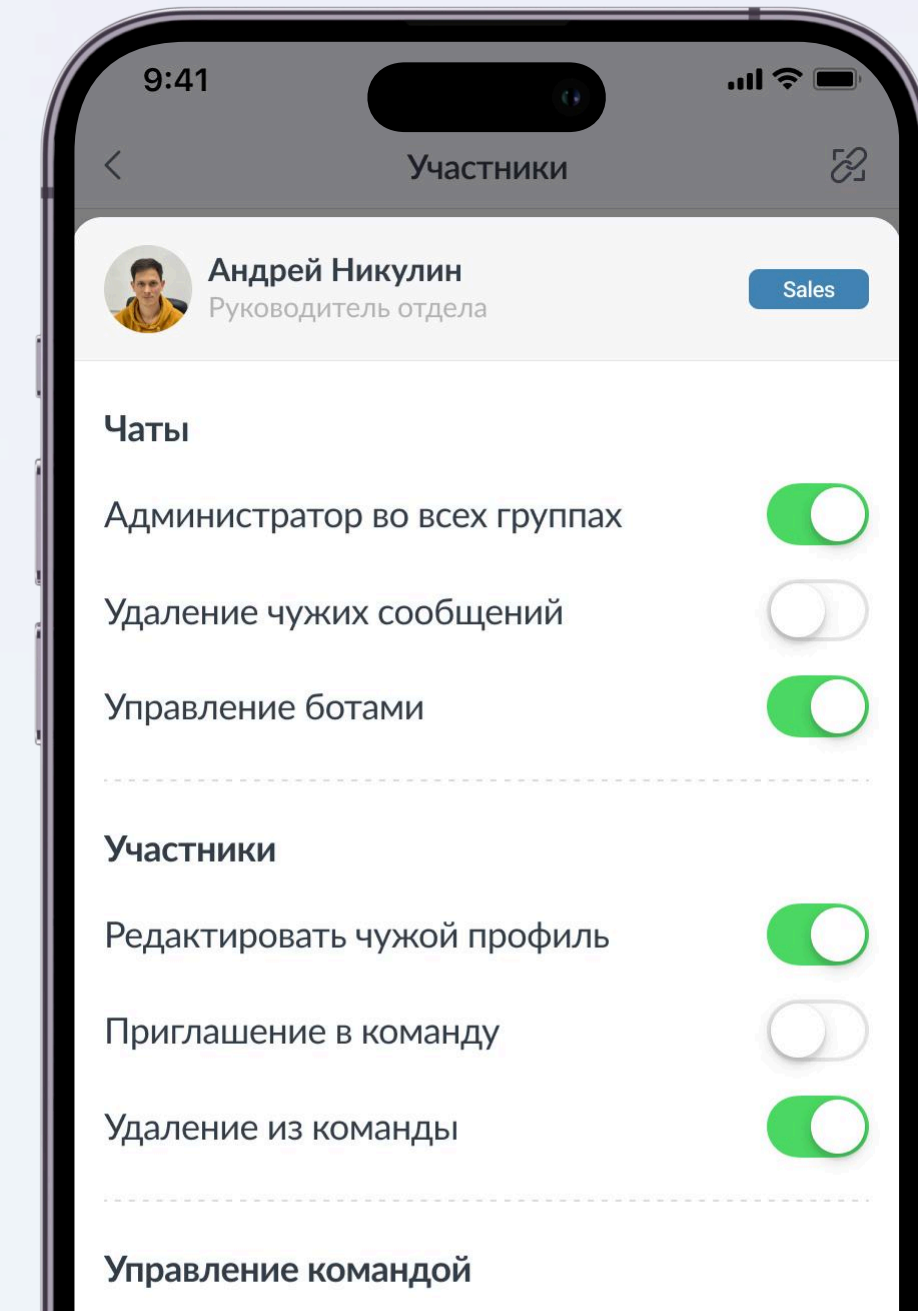 9:41
Участники
Андрей Никулин
Руководитель отдела
Sales
Чаты
Администратор во всех группах
Удаление чужих сообщений
Управление ботами
Участники
Редактировать чужой профиль
Приглашение в команду
Удаление из команды
Управление командой